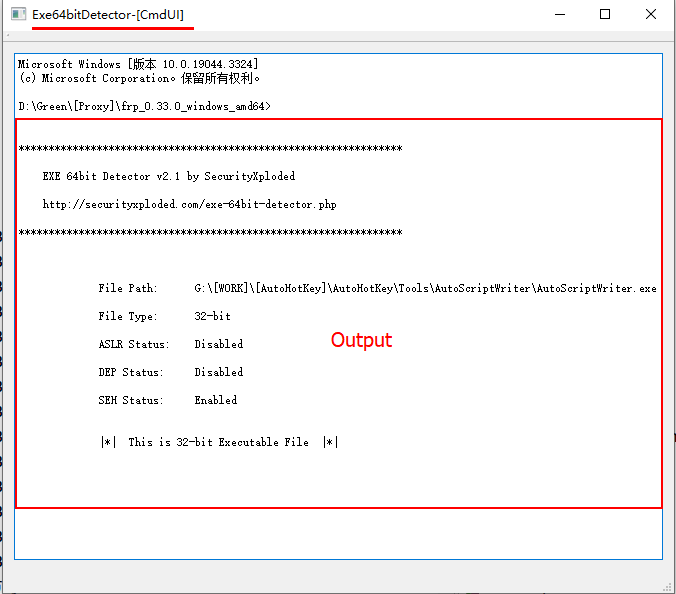 Exe64bitDetector-[CmdUI]
Microsoft Windows [版本 10.0.19044.3324]
(c) Microsoft Corporation。保留所有权利。
D:\Green\[Proxy]\frp_0.33.0_windows_amd64>
****************************************************************
EXE 64bit Detector v2.1 by SecurityXploded
http://securityxploded.com/exe-64bit-detector.php
****************************************************************
File Path: G:\[WORK]\[AutoHotKey]\AutoHotKey\Tools\AutoScriptWriter\AutoScriptWriter.exe
File Type: 32-bit
ASLR Status: Disabled
Output
DEP Status: Disabled
SEH Status: Enabled
|*| This is 32-bit Executable File |*|